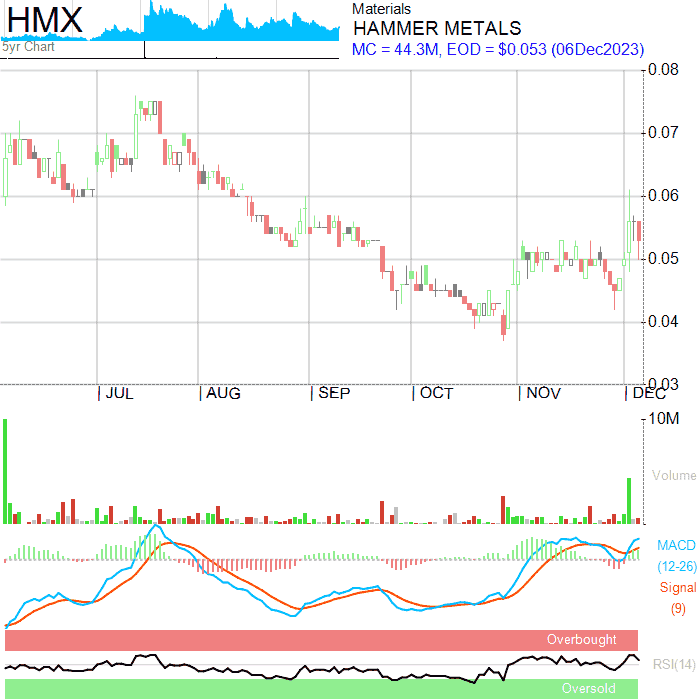 HMX
5yr Chart
Materials
HAMMER METALS
MC = 44.3M, EOD = $0.053 (06Dec2023)
0.08
0.07
0.06
0.05
0.04
0.03
JUL
AUG
SEP
OCT
NOV
DEC
10M
Volume
MACD
(12-26)
Signal
(9)
Overbought
RSI(14)
Oversold